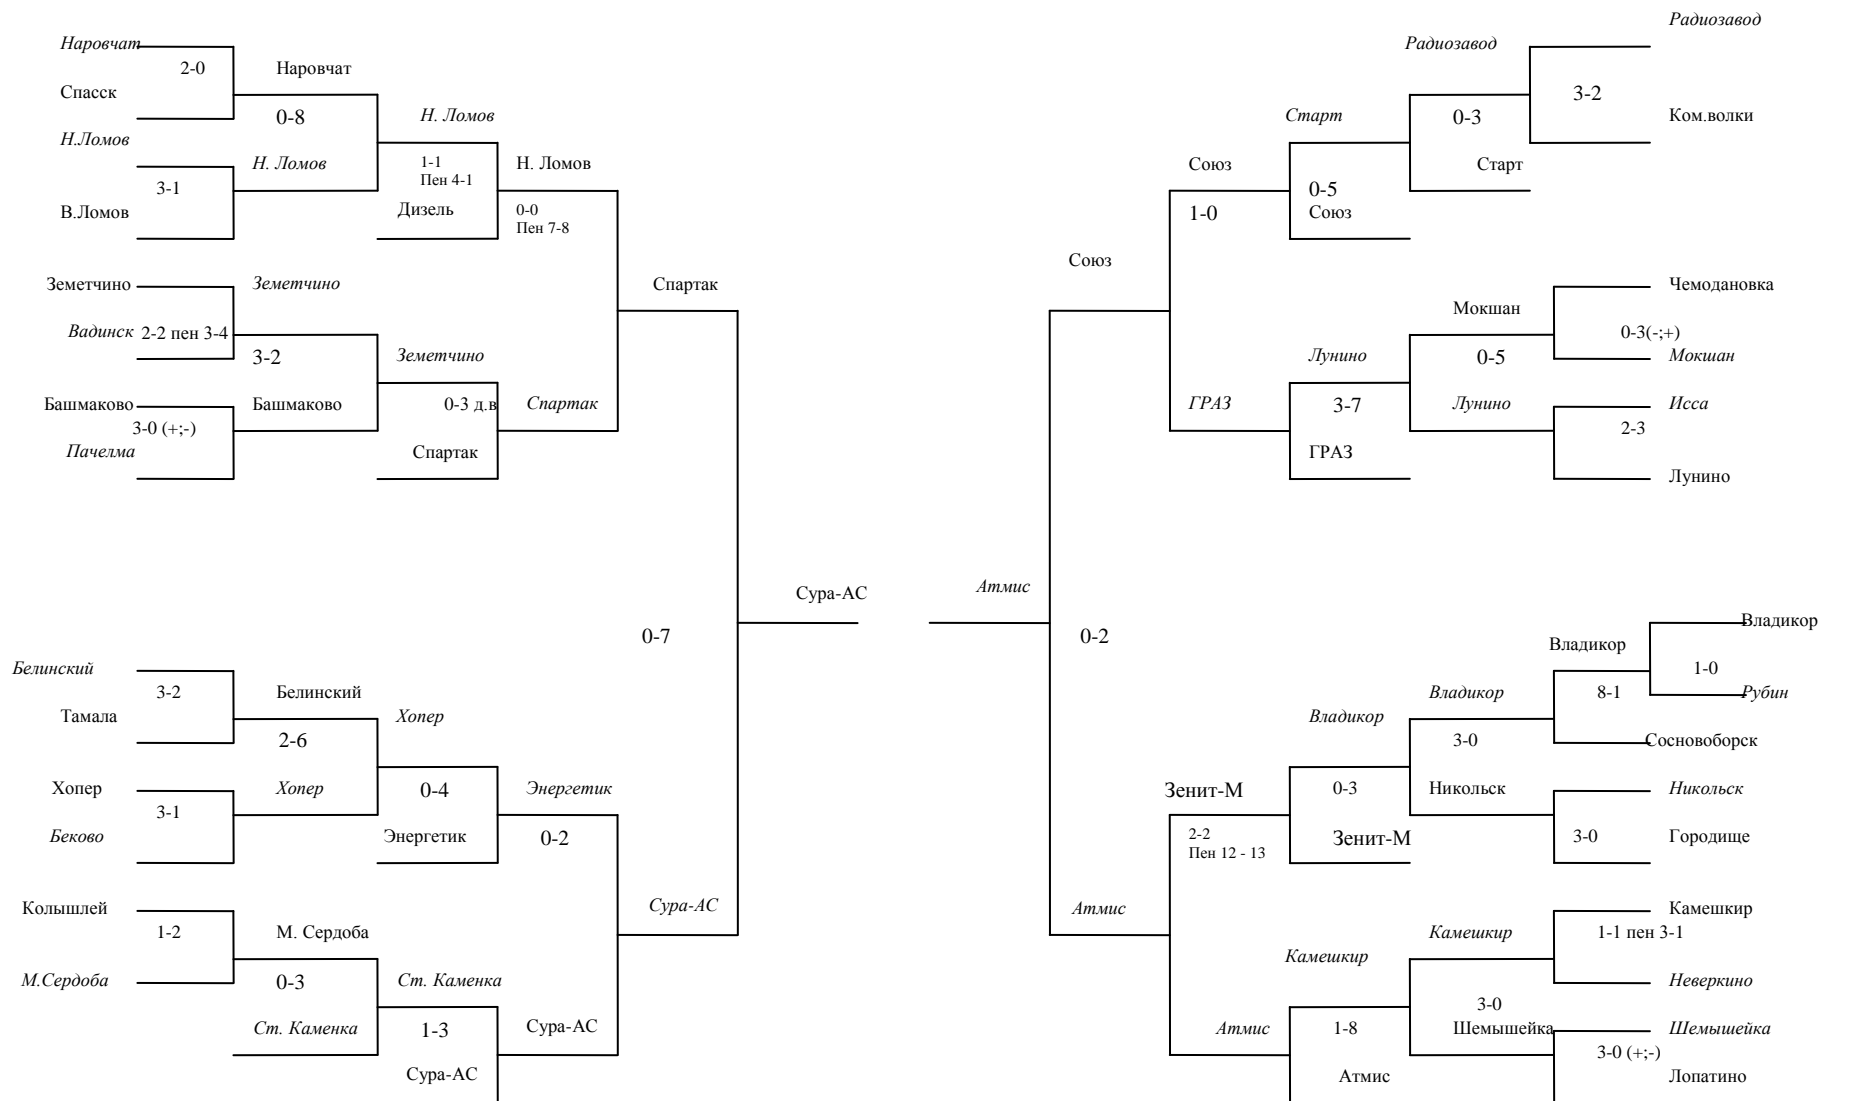 Радиозавод
Наровчат
Радиозавод
2-0
Наровчат
Спасск
3-2
0-8
Н. Ломов
Старт
0-3
Ком.волки
Н.Ломов
Н. Ломов
1-1
Пен 4-1
Н. Ломов
Союз
Старт
3-1
0-5
В.Ломов
Дизель
0-0
Пен 7-8
1-0
Союз
Союз
Земетчино
Земетчино
Спартак
Чемодановка
Мокшан
Вадинск
2-2 пен 3-4
0-3(-;+)
3-2
Земетчино
Лунино
0-5
Мокшан
Башмаково
Башмаково
0-3 д.в
Спартак
ГРАЗ
3-7
Лунино
Исса
3-0 (+;-)
2-3
Пачелма
Спартак
ГРАЗ
Лунино
Сура-АС
Атмис
0-7
0-2
Владикор
Владикор
Белинский
1-0
3-2
Белинский
Владикор
8-1
Рубин
Тамала
Хопер
Владикор
2-6
3-0
Сосновоборск
Хопер
Хопер
0-4
Энергетик
Зенит-М
0-3
Никольск
Никольск
3-1
Беково
Энергетик
0-2
2-2
Пен 12 - 13
Зенит-М
3-0
Городище
Колышлей
Сура-АС
Атмис
Камешкир
1-2
М. Сердоба
Камешкир
1-1 пен 3-1
Камешкир
М.Сердоба
0-3
Ст. Каменка
Неверкино
3-0
Ст. Каменка
1-3
Сура-АС
Атмис
1-8
Шемышейка
Шемышейка
3-0 (+;-)
Сура-АС
Атмис
Лопатино